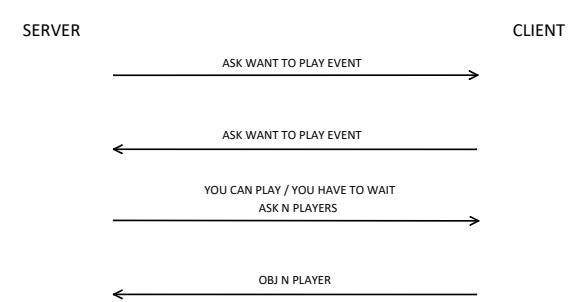 SERVER
CLIENT
ASK WANT TO PLAY EVENT
ASK WANT TO PLAY EVENT
YOU CAN PLAY / YOU HAVE TO WAIT
ASK N PLAYERS
OBJ N PLAYER